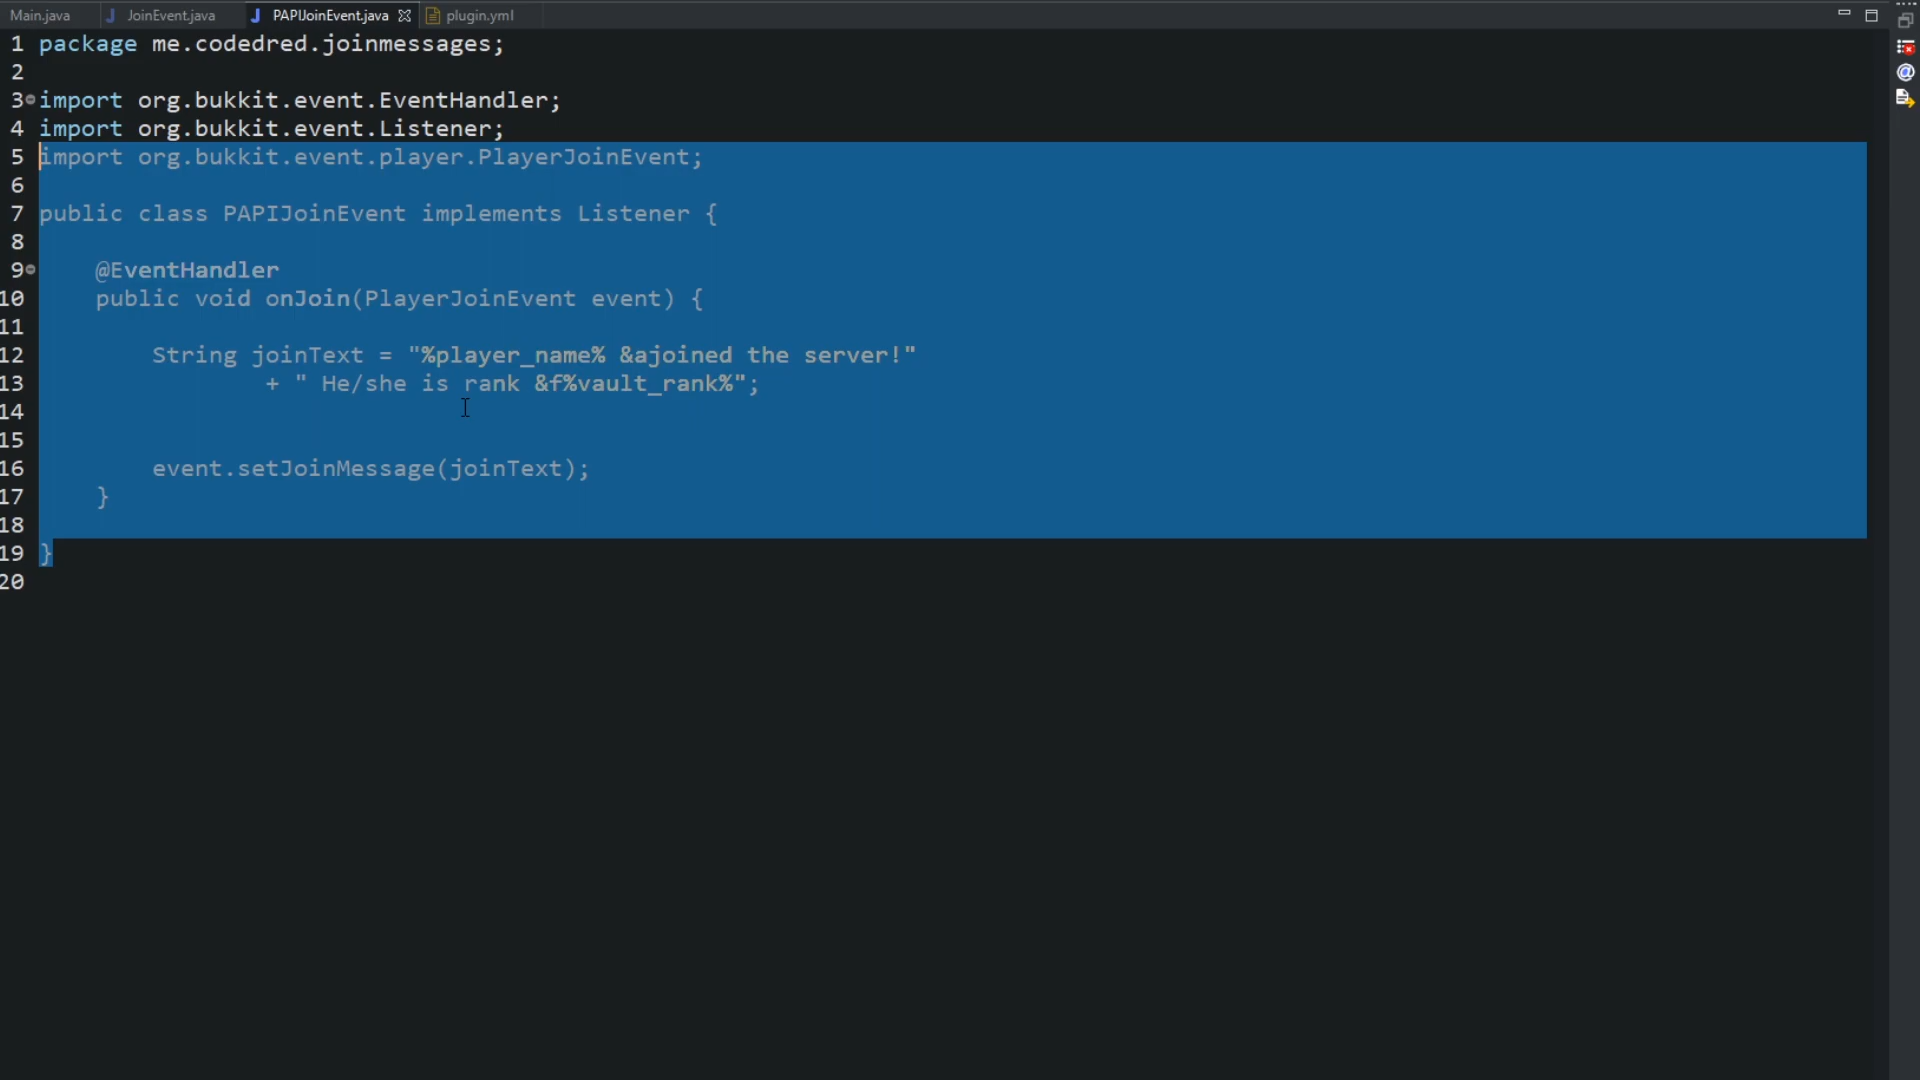 Main.java JoinEvent.java PAPIJoinEvent.java plugin.yml
1 package me.codedred.joinmessages;
2
3 import org.bukkit.event.EventHandler;
4 import org.bukkit.event.Listener;
5 import org.bukkit.event.player.PlayerJoinEvent;
6
7 public class PAPIJoinEvent implements Listener {
8
9     @EventHandler
10     public void onJoin(PlayerJoinEvent event) {
11
12         String joinText = "%player_name% &ajoined the server!"
13                 + " He/she is rank &f%vault_rank%";
14
15
16         event.setJoinMessage(joinText);
17     }
18
19 }
20